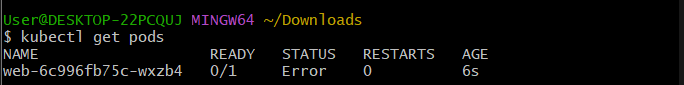 User@DESKTOP-22PCQUJ MINGW64 ~/Downloads
$ kubectl get pods
NAME                   READY   STATUS   RESTARTS   AGE
web-6c996fb75c-wxzb4   0/1     Error    0          6s